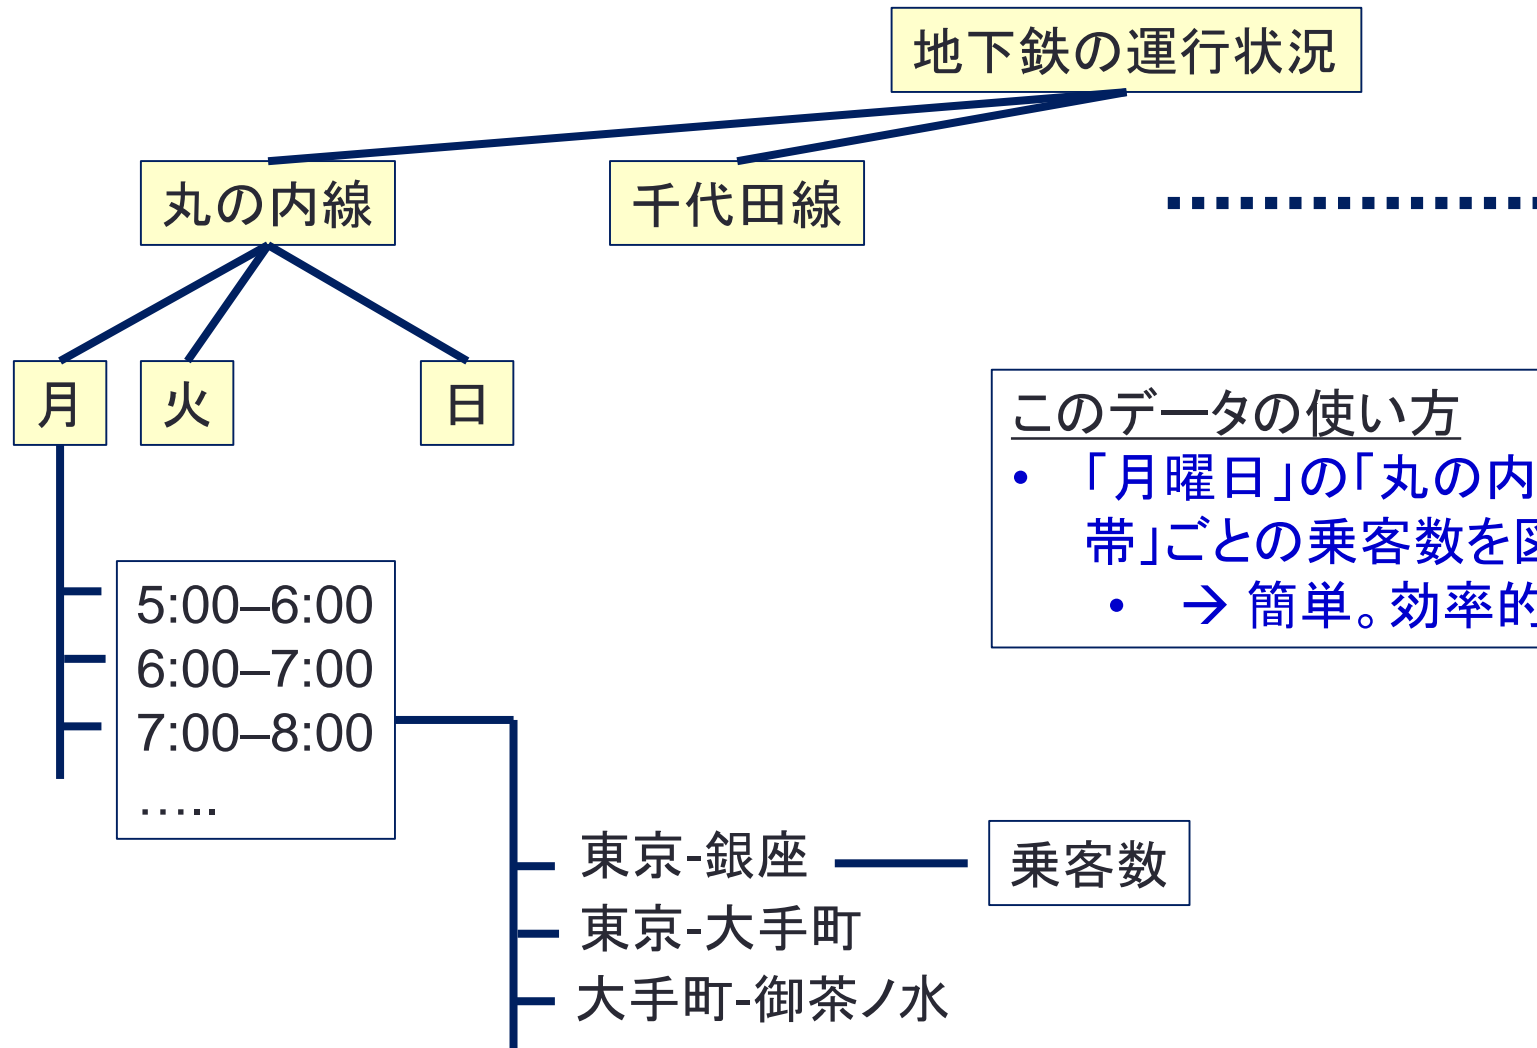 地下鉄の運行状況
丸の内線
千代田線
月
火
日
このデータの使い方
• 「月曜日」の「丸の内
帯」ごとの乗客数を
• → 簡単。効率的
5:00–6:00
6:00–7:00
7:00–8:00
…..
東京-銀座
乗客数
東京-大手町
大手町-御茶ノ水